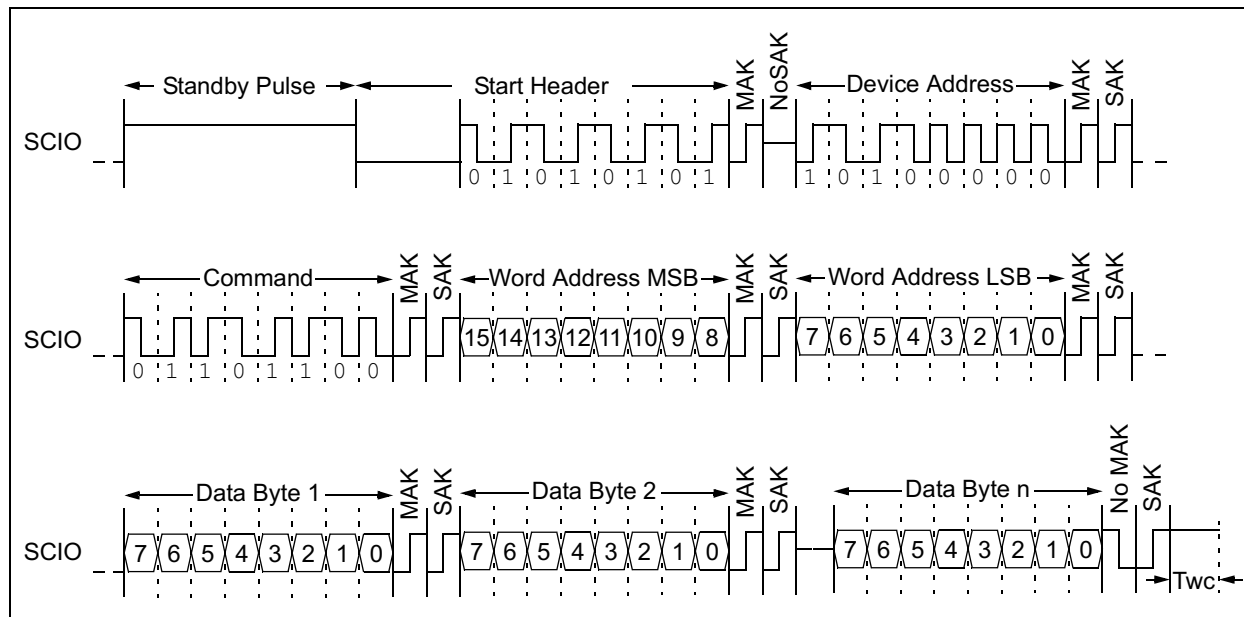 Standby Pulse Start Header MAK NoSAK Device Address MAK SAK
SCIO
0 1 0 1 0 1 0 1 1 0 1 0 0 0 0 0
Command MAK SAK Word Address MSB MAK SAK Word Address LSB MAK SAK
SCIO 15 14 13 12 11 10 9 8 7 6 5 4 3 2 1 0
0 1 1 0 1 1 0 0
Data Byte 1 MAK SAK Data Byte 2 MAK SAK Data Byte n No MAK SAK
SCIO 7 6 5 4 3 2 1 0 7 6 5 4 3 2 1 0 7 6 5 4 3 2 1 0
Twc